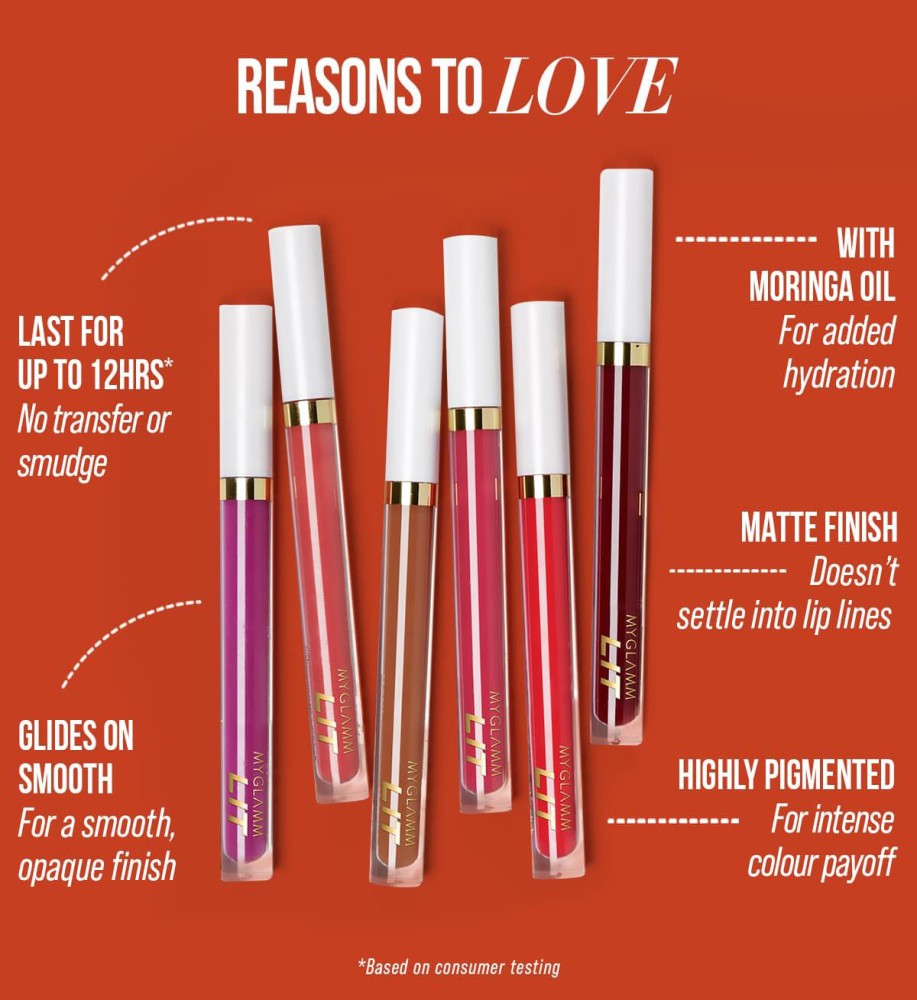 REASONS TO LOVE
LAST FOR
UP TO 12HRS*
No transfer or
smudge
GLIDES ON
SMOOTH
For a smooth,
opaque finish
WITH
MORINGA OIL
For added
hydration
MATTE FINISH
Doesn't
settle into lip lines
HIGHLY PIGMENTED
For intense
colour payoff
MYGLAMM
LIT
MYGLAMM
LIT
MYGLAMM
LIT
MYGLAMM
LIT
MYGLAMM
LIT
MYGLAMM
LIT
*Based on consumer testing